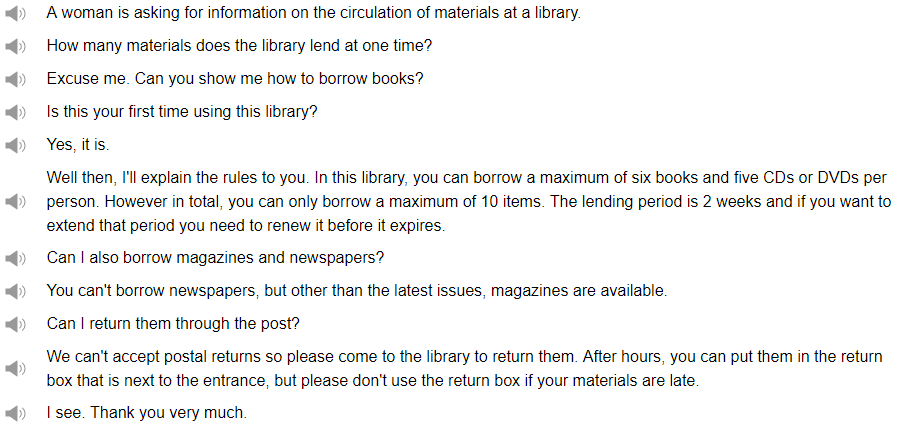 A woman is asking for information on the circulation of materials at a library.
How many materials does the library lend at one time?
Excuse me. Can you show me how to borrow books?
Is this your first time using this library?
Yes, it is.
Well then, I'll explain the rules to you. In this library, you can borrow a maximum of six books and five CDs or DVDs per
person. However in total, you can only borrow a maximum of 10 items. The lending period is 2 weeks and if you want to
extend that period you need to renew it before it expires.
Can I also borrow magazines and newspapers?
You can't borrow newspapers, but other than the latest issues, magazines are available.
Can I return them through the post?
We can't accept postal returns so please come to the library to return them. After hours, you can put them in the return
box that is next to the entrance, but please don't use the return box if your materials are late.
I see. Thank you very much.